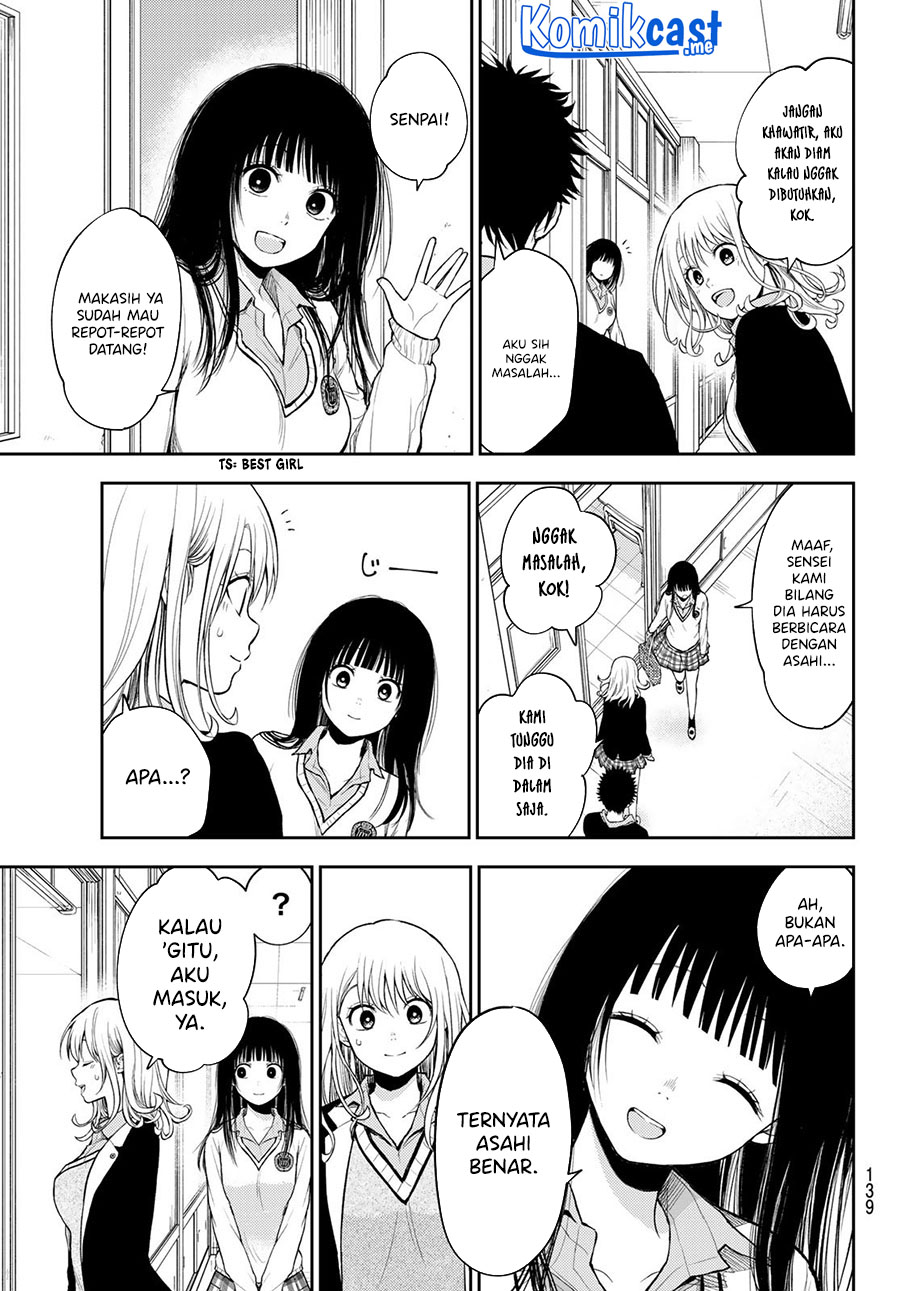 Komikcast
.me
JANGAN
KHAWATIR, AKU
AKAN DIAM
KALAU NGGAK
DIBUTUHKAN,
KOK.
AKU SIH
NGGAK
MASALAH...
SENPAI!
MAKASIH YA
SUDAH MAU
REPOT-REPOT
DATANG!
TS: BEST GIRL
MAAF,
SENSEI
KAMI
BILANG
DIA HARUS
BERBICARA
DENGAN
ASAHI...
NGGAK
MASALAH,
KOK!
KAMI
TUNGGU
DIA DI
DALAM
SAJA.
じー
APA...?
AH,
BUKAN
APA-APA.
TERNYATA
ASAHI
BENAR.
?
KALAU
'GITU,
AKU
MASUK,
YA.
139